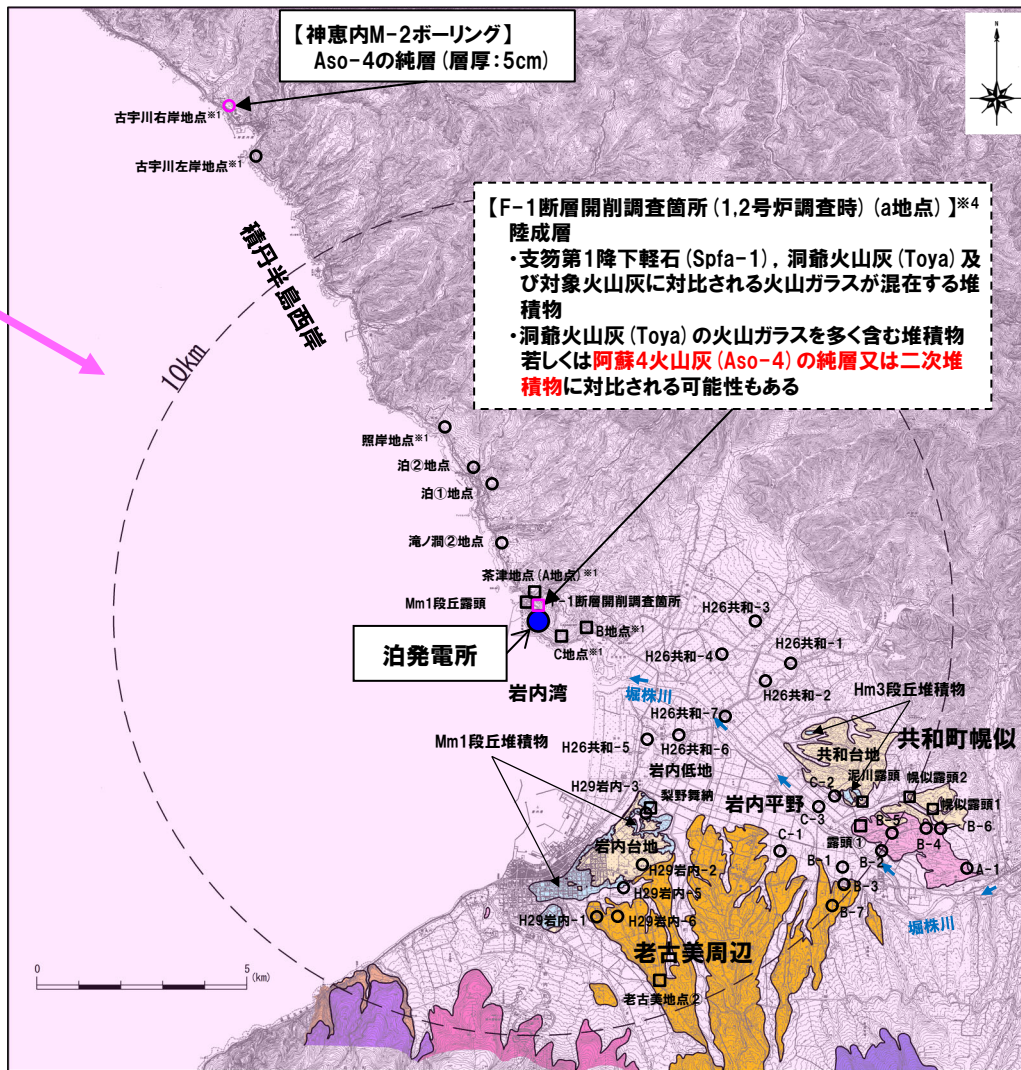 【神恵内M-2ボーリング】
Aso-4の純層(層厚:5cm)
N
古宇川右岸地点※1
古宇川左岸地点※1
【F-1断層開削調査箇所(1,2号炉調査時)(a地点)】※4
陸成層
・支笏第1降下軽石(Spfa-1),洞爺火山灰(Toya)及
び対象火山灰に対比される火山ガラスが混在する堆
積物
・洞爺火山灰(Toya)の火山ガラスを多く含む堆積物
若しくは阿蘇4火山灰(Aso-4)の純層又は二次堆
積物に対比される可能性もある
積丹半島西岸
10km
照岸地点※1
泊②地点
泊①地点
滝ノ澗②地点
茶津地点(A地点)※1
Mm1段丘露頭
-1断層開削調査箇所
H26共和-3
B地点※1
泊発電所
C地点※1
H26共和-4
H26共和-1
H26共和-2
岩内湾
堀株川
Hm3段丘堆積物
H26共和-7
Mm1段丘堆積物
H26共和-5
H26共和-6
共和町幌似
共和台地
岩内低地
泥川露頭
幌似露頭2
H29岩内-3
梨野舞納
岩内平野
C-2
C-3
幌似露頭1
B-5
B-6
岩内台地
C-1
露頭①
B-4
B-2
H29岩内-2
B-1
A-1
H29岩内-5
B-3
H29岩内-1
H29岩内-6
B-7
堀株川
老古美周辺
0
5
(km)
老古美地点②